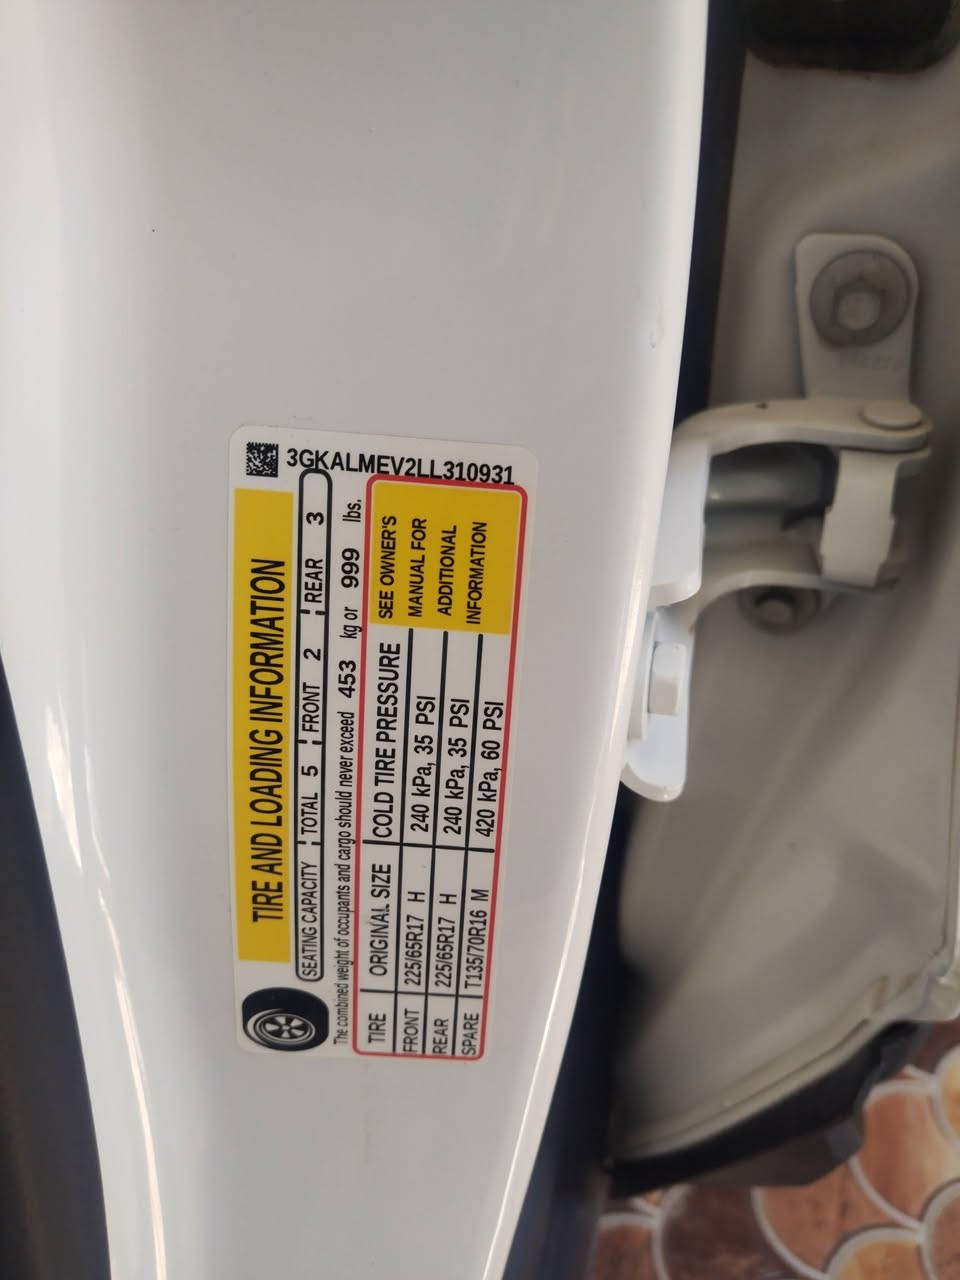 3GKALMEV2LL310931
TIRE AND LOADING INFORMATION
SEATING CAPACITY TOTAL 5 FRONT 2 REAR 3
The combined weight of occupants and cargo should never exceed 453 kg or 999 lbs.
TIRE ORIGINAL SIZE COLD TIRE PRESSURE
FRONT 225/65R17 H 240 kPa, 35 PSI
REAR 225/65R17 H 240 kPa, 35 PSI
SPARE T135/70R16 M 420 kPa, 60 PSI
SEE OWNER'S
MANUAL FOR
ADDITIONAL
INFORMATION